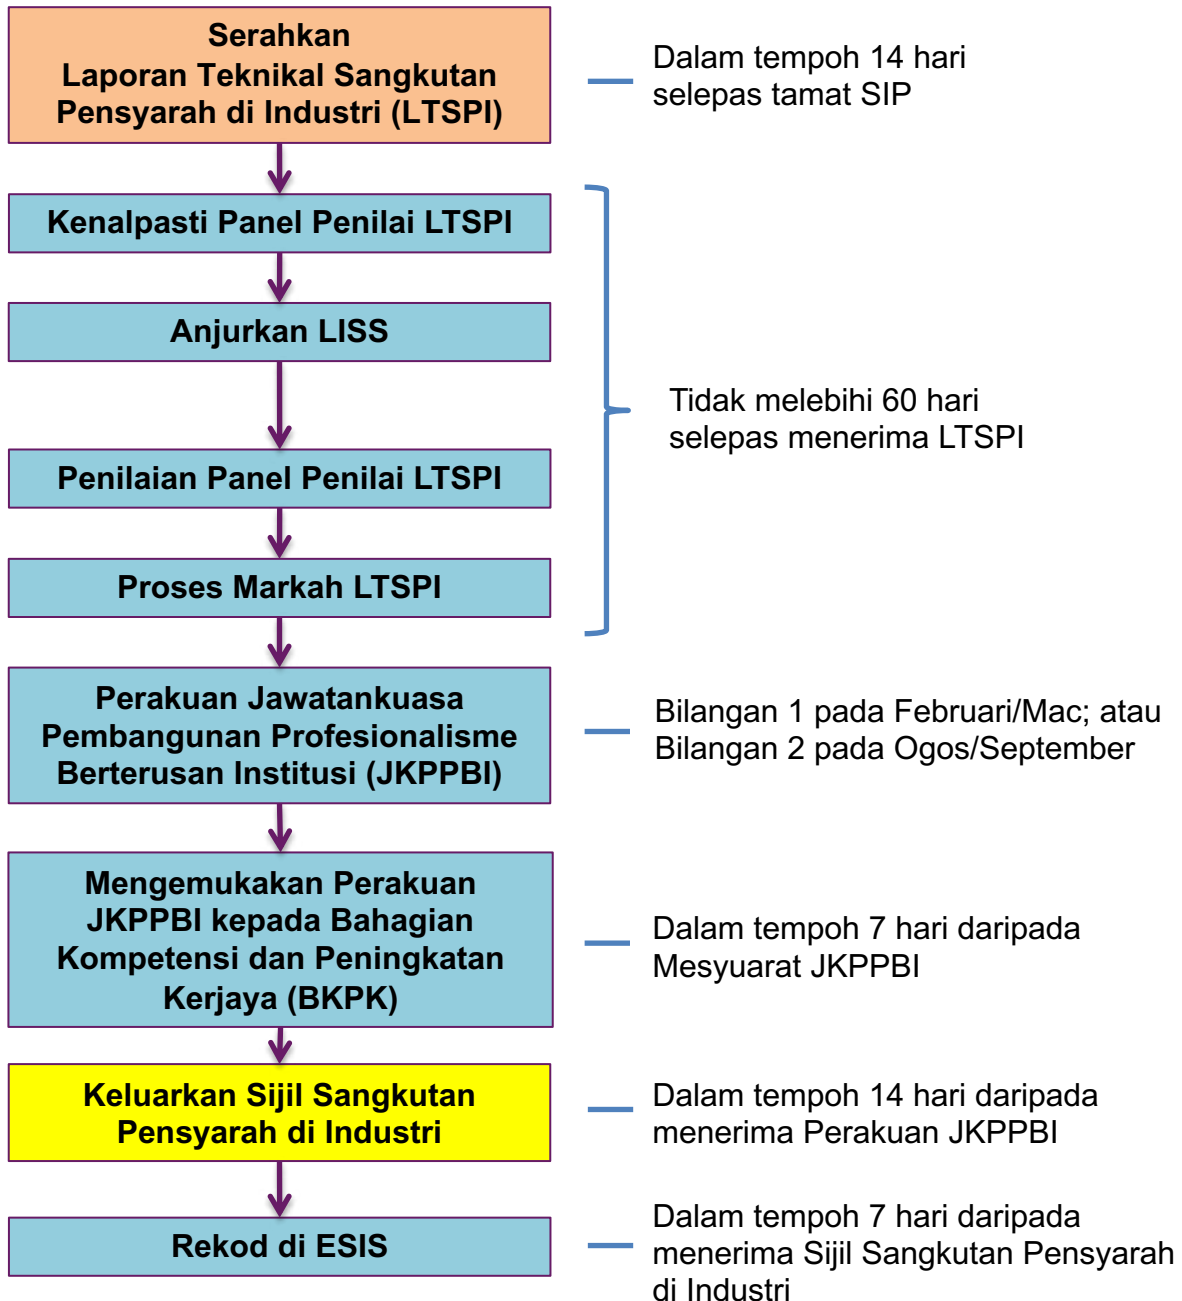 Serahkan
Laporan Teknikal Sangkutan
Pensyarah di Industri (LTSPI)
Dalam tempoh 14 hari
selepas tamat SIP
Kenalpasti Panel Penilai LTSPI
Anjurkan LISS
Penilaian Panel Penilai LTSPI
Proses Markah LTSPI
Tidak melebihi 60 hari
selepas menerima LTSPI
Perakuan Jawatankuasa
Pembangunan Profesionalisme
Berterusan Institusi (JKPPBI)
Bilangan 1 pada Februari/Mac; atau
Bilangan 2 pada Ogos/September
Mengemukakan Perakuan
JKPPBI kepada Bahagian
Kompetensi dan Peningkatan
Kerjaya (BKPK)
Dalam tempoh 7 hari daripada
Mesyuarat JKPPBI
Keluarkan Sijil Sangkutan
Pensyarah di Industri
Dalam tempoh 14 hari daripada
menerima Perakuan JKPPBI
Rekod di ESIS
Dalam tempoh 7 hari daripada
menerima Sijil Sangkutan Pensyarah
di Industri